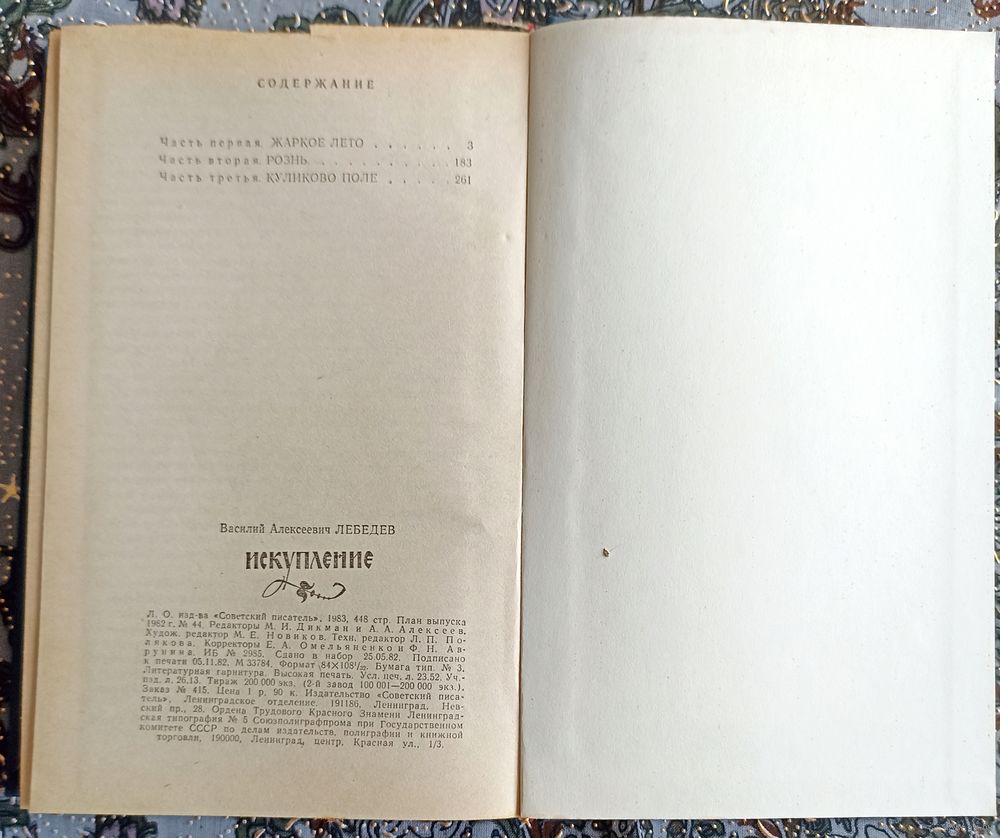 СОДЕРЖАНИЕ
Часть первая. ЖАРКОЕ ЛЕТО . . . . . . 3
Часть вторая. РОЗНЬ. . . . . . . . . . 183
Часть третья. КУЛИКОВО ПОЛЕ . . . . . 261
Василий Алексеевич ЛЕБЕДЕВ
ИСКУПЛЕНИЕ
Л. О. изд-ва «Советский писатель», 1983, 448 стр. План выпуска
1982 г. № 44. Редакторы М. И. Дикман и А. А. Алексеев.
Худож. редактор М. Е. Новиков. Техн. редактор Л. П. По-
лякова. Корректоры Е. А. Омельяненко и Ф. Н. Ав-
рунина. ИБ № 2985. Сдано в набор 25.05.82. Подписано
к печати 05.11.82. М 33784. Формат 84×108¹/₃₂. Бумага тип. № 3.
Литературная гарнитура. Высокая печать. Усл. печ. л. 23,52. Уч.-
изд. л. 26,13. Тираж 200 000 экз. (2-й завод 100 001—200 000 экз.).
Заказ № 415. Цена 1 р. 90 к. Издательство «Советский писа-
тель», Ленинградское отделение. 191186, Ленинград, Нев-
ский пр., 28. Ордена Трудового Красного Знамени Ленинград-
ская типография № 5 Союзполиграфпрома при Государственном
комитете СССР по делам издательств, полиграфии и книжной
торговли, 190000, Ленинград, центр, Красная ул., 1/3.